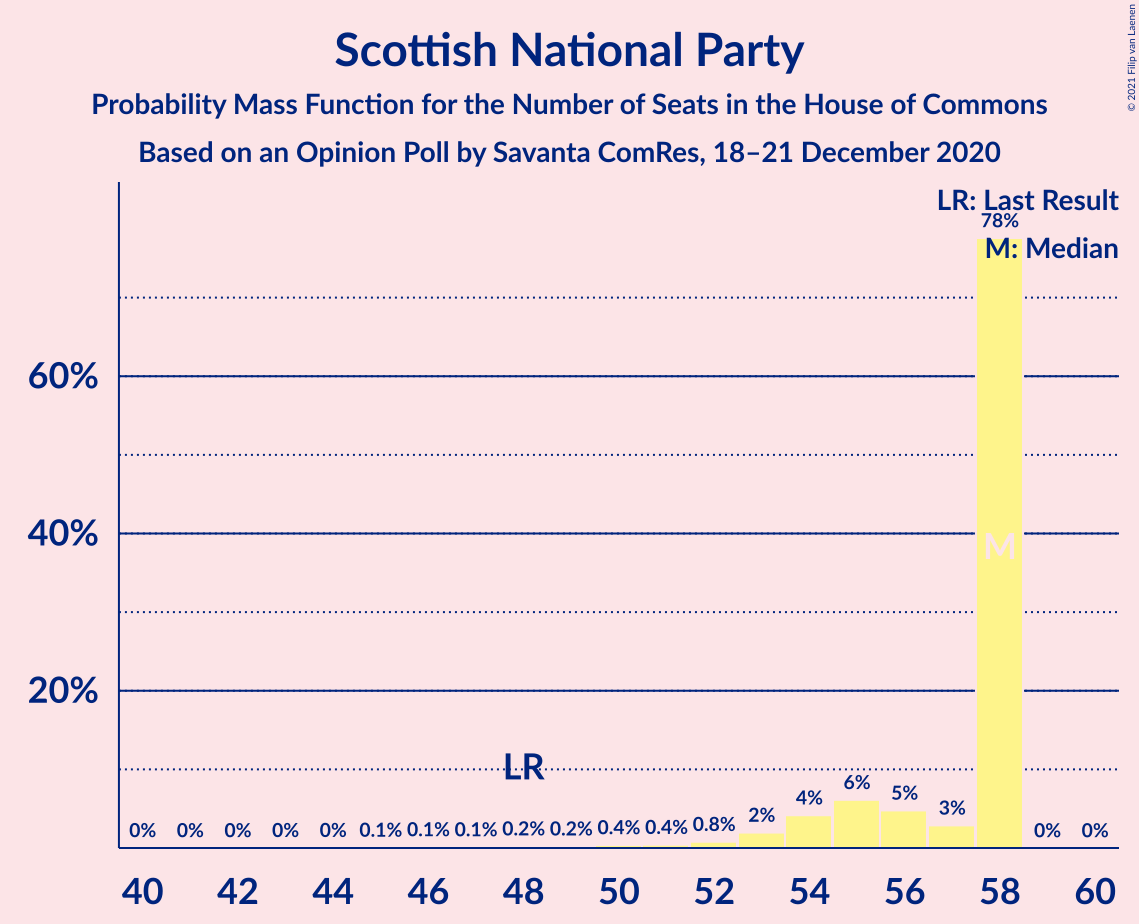 © 2021 Filip van Laenen
Scottish National Party
Probability Mass Function for the Number of Seats in the House of Commons
Based on an Opinion Poll by Savanta ComRes, 18–21 December 2020
LR: Last Result
78%
M: Median
60%
40%
M
20%
LR
0% 0% 0% 0% 0% 0.1% 0.1% 0.1% 0.2% 0.2% 0.4% 0.4% 0.8% 2% 4% 6% 5% 3% 0% 0%
40 42 44 46 48 50 52 54 56 58 60